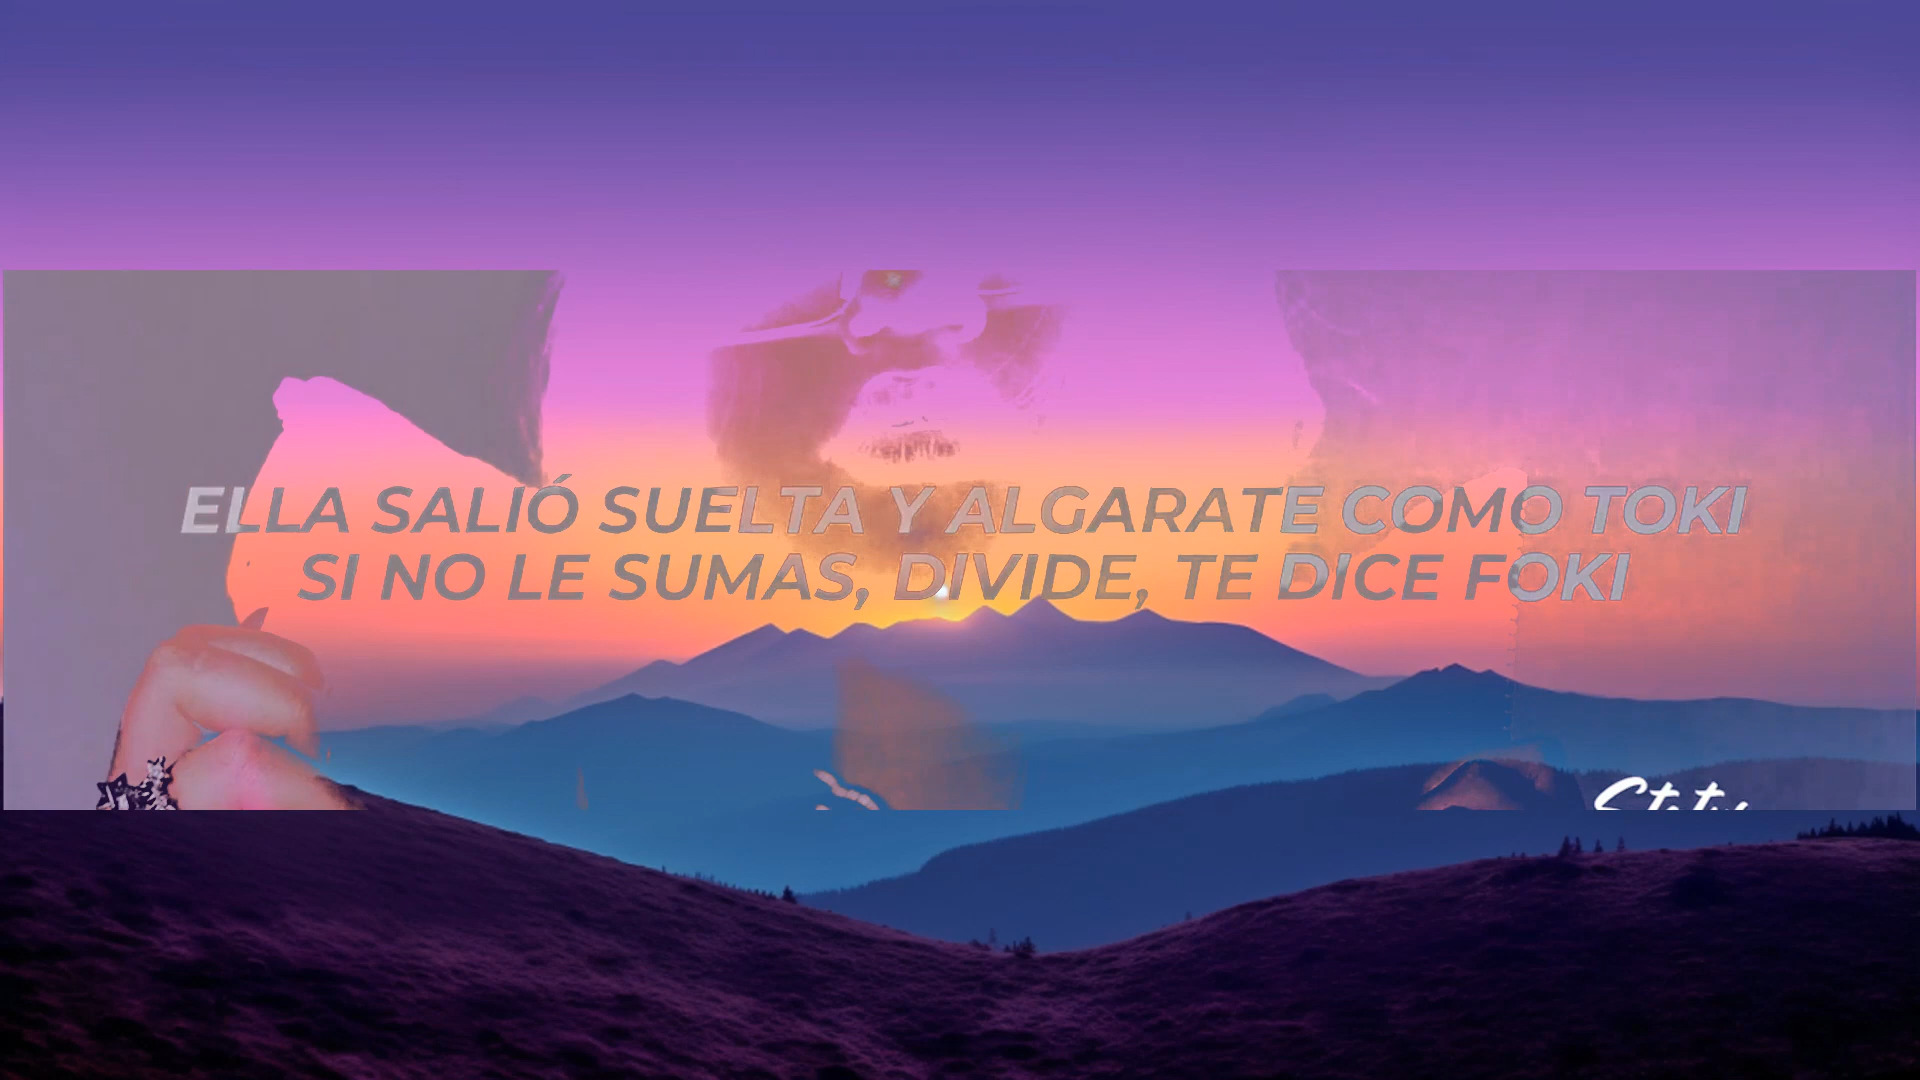 ELLA SALIÓ SUELTA Y ALGARATE COMO TOKI
SI NO LE SUMAS, DIVIDE, TE DICE FOKI